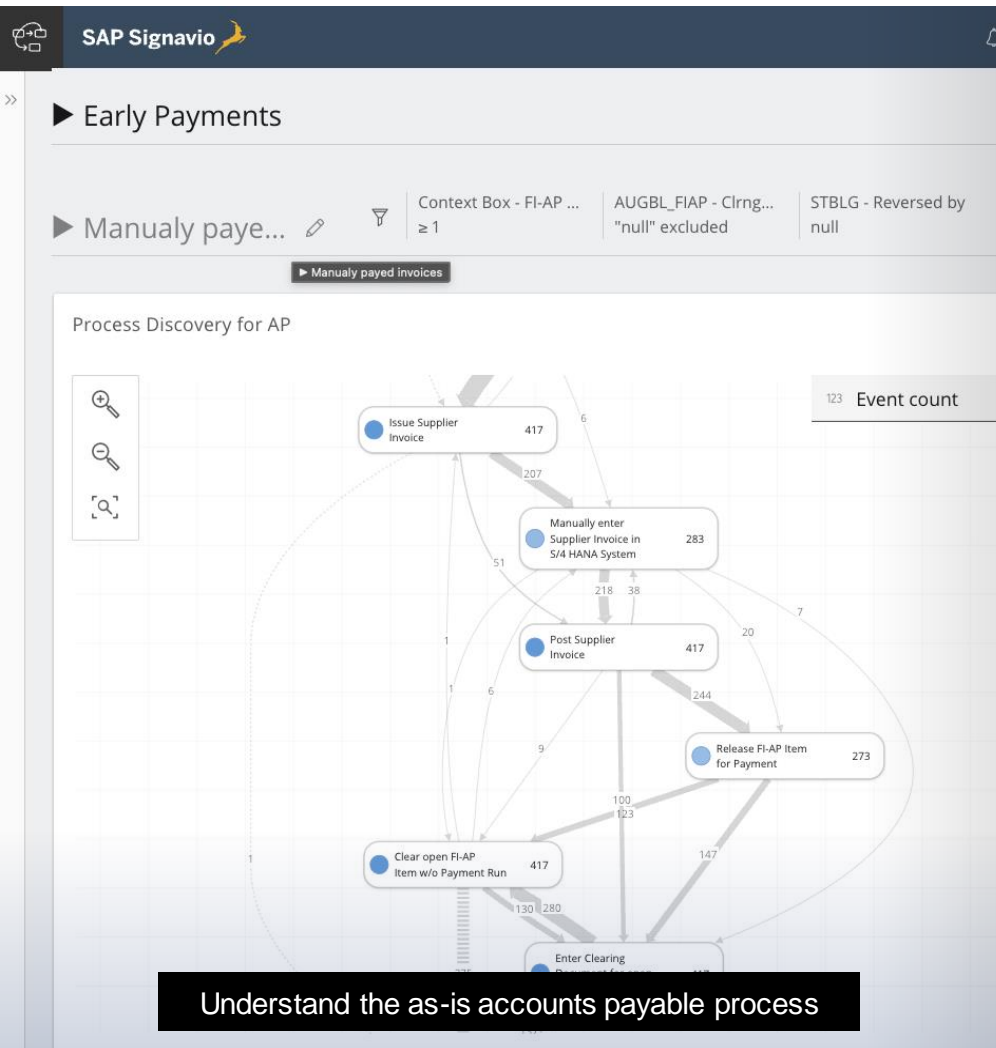 SAP Signavio
Early Payments
Manualy paye...
Context Box - FI-AP ...
≥ 1
AUGBL_FIAP - Clrng...
"null" excluded
STBLG - Reversed by
null
Manualy payed invoices
Process Discovery for AP
123 Event count
Issue Supplier
Invoice
417
6
207
Manually enter
Supplier Invoice in
S/4 HANA System
283
51
218 38
7
20
1
Post Supplier
Invoice
417
1
6
244
9
Release FI-AP Item
for Payment
273
100
123
147
1
Clear open FI-AP
Item w/o Payment Run
417
130 280
Enter Clearing
Understand the as-is accounts payable process